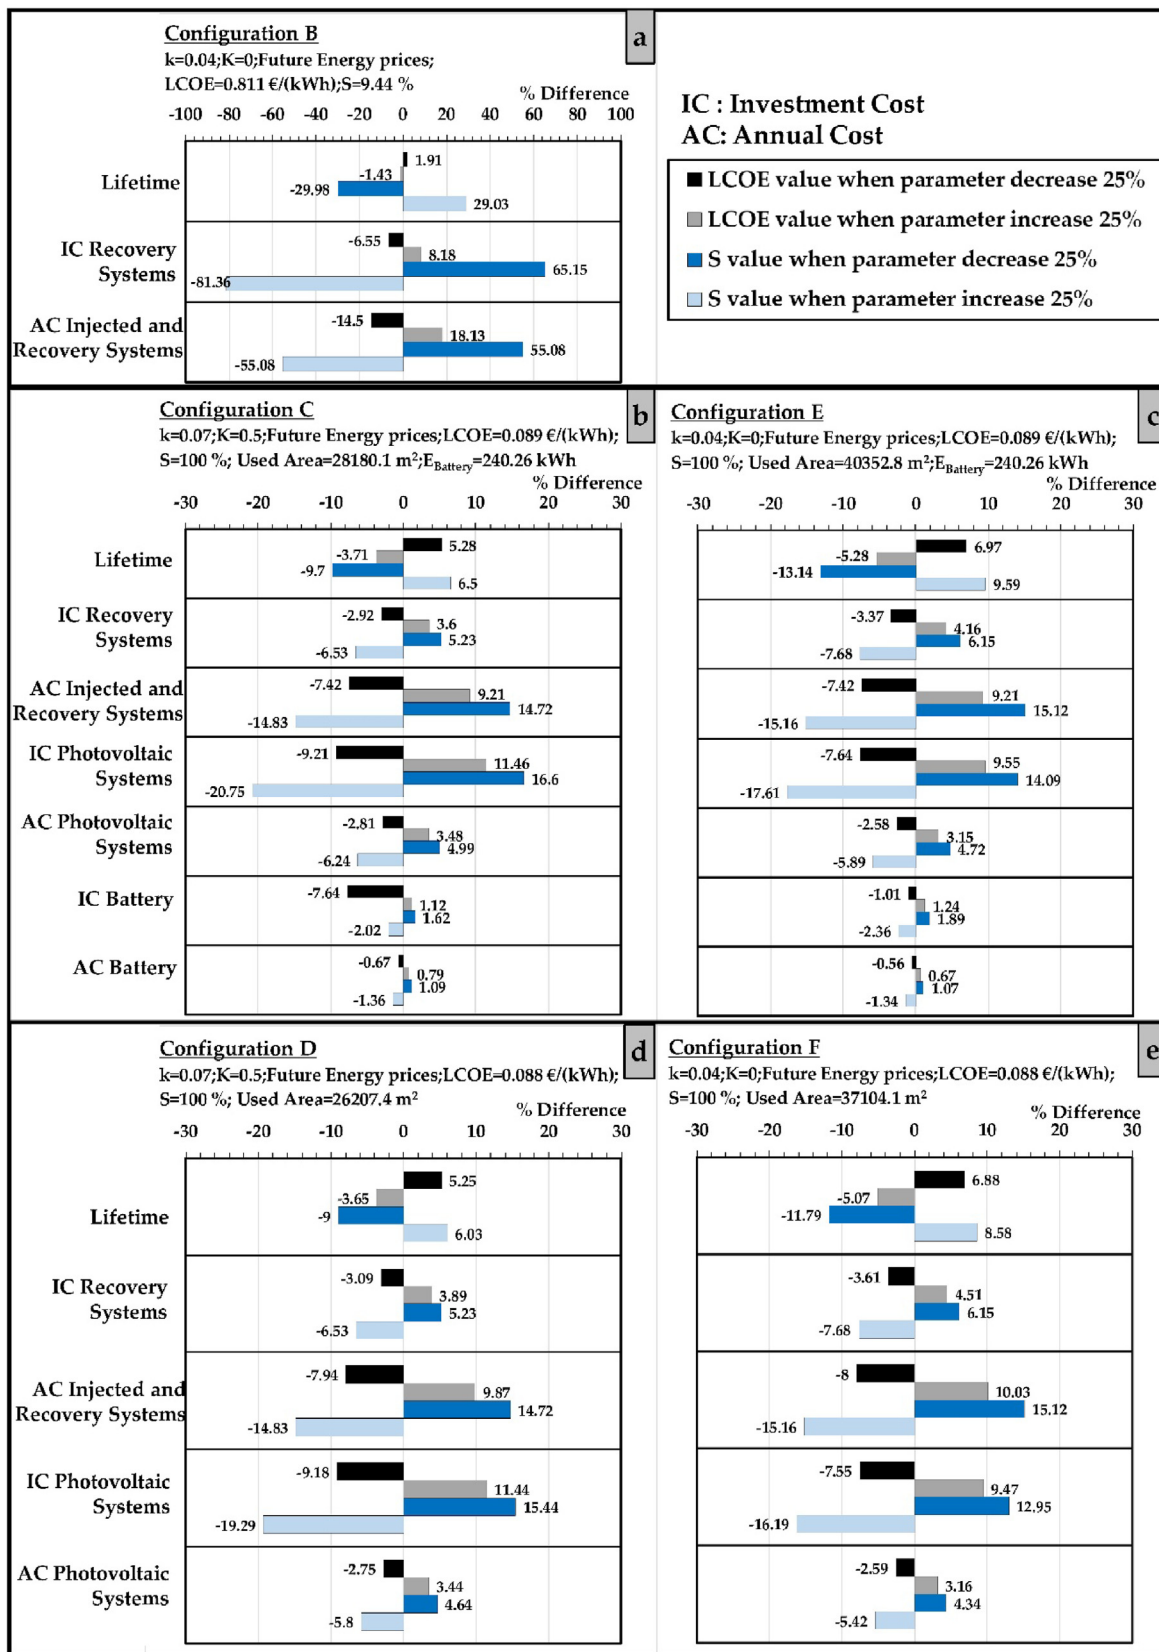 Configuration B
a
k=0.04;K=0;Future Energy prices;
LCOE=0.811 €/(kWh);S=9.44 %
% Difference
-100 -80 -60 -40 -20 0 20 40 60 80 100
Lifetime
1.91
-1.43
-29.98
29.03
IC Recovery
Systems
-6.55
8.18
65.15
-81.36
AC Injected and
Recovery Systems
-14.5
18.13
55.08
-55.08
IC : Investment Cost
AC: Annual Cost
LCOE value when parameter decrease 25%
LCOE value when parameter increase 25%
S value when parameter decrease 25%
S value when parameter increase 25%
Configuration C
b
k=0.07;K=0.5;Future Energy prices;LCOE=0.089 €/(kWh);
S=100 %; Used Area=28180.1 m²;E_Battery=240.26 kWh
% Difference
-30 -20 -10 0 10 20 30
Lifetime
5.28
-3.71
-9.7
6.5
IC Recovery
Systems
-2.92
3.6
5.23
-6.53
AC Injected and
Recovery Systems
-7.42
9.21
14.72
-14.83
IC Photovoltaic
Systems
-9.21
11.46
16.6
-20.75
AC Photovoltaic
Systems
-2.81
3.48
4.99
-6.24
IC Battery
-7.64
1.12
1.62
-2.02
AC Battery
-0.67
0.79
1.09
-1.36
Configuration E
c
k=0.04;K=0;Future Energy prices;LCOE=0.089 €/(kWh);
S=100 %; Used Area=40352.8 m²;E_Battery=240.26 kWh
% Difference
-30 -20 -10 0 10 20 30
6.97
-5.28
-13.14
9.59
-3.37
4.16
6.15
-7.68
-7.42
9.21
15.12
-15.16
-7.64
9.55
14.09
-17.61
-2.58
3.15
4.72
-5.89
-1.01
1.24
1.89
-2.36
-0.56
0.67
1.07
-1.34
Configuration D
d
k=0.07;K=0.5;Future Energy prices;LCOE=0.088 €/(kWh);
S=100 %; Used Area=26207.4 m²
% Difference
-30 -20 -10 0 10 20 30
Lifetime
5.25
-3.65
-9
6.03
IC Recovery
Systems
-3.09
3.89
5.23
-6.53
AC Injected and
Recovery Systems
-7.94
9.87
14.72
-14.83
IC Photovoltaic
Systems
-9.18
11.44
15.44
-19.29
AC Photovoltaic
Systems
-2.75
3.44
4.64
-5.8
Configuration F
e
k=0.04;K=0;Future Energy prices;LCOE=0.088 €/(kWh);
S=100 %; Used Area=37104.1 m²
% Difference
-30 -20 -10 0 10 20 30
6.88
-5.07
-11.79
8.58
-3.61
4.51
6.15
-7.68
-8
10.03
15.12
-15.16
-7.55
9.47
12.95
-16.19
-2.59
3.16
4.34
-5.42